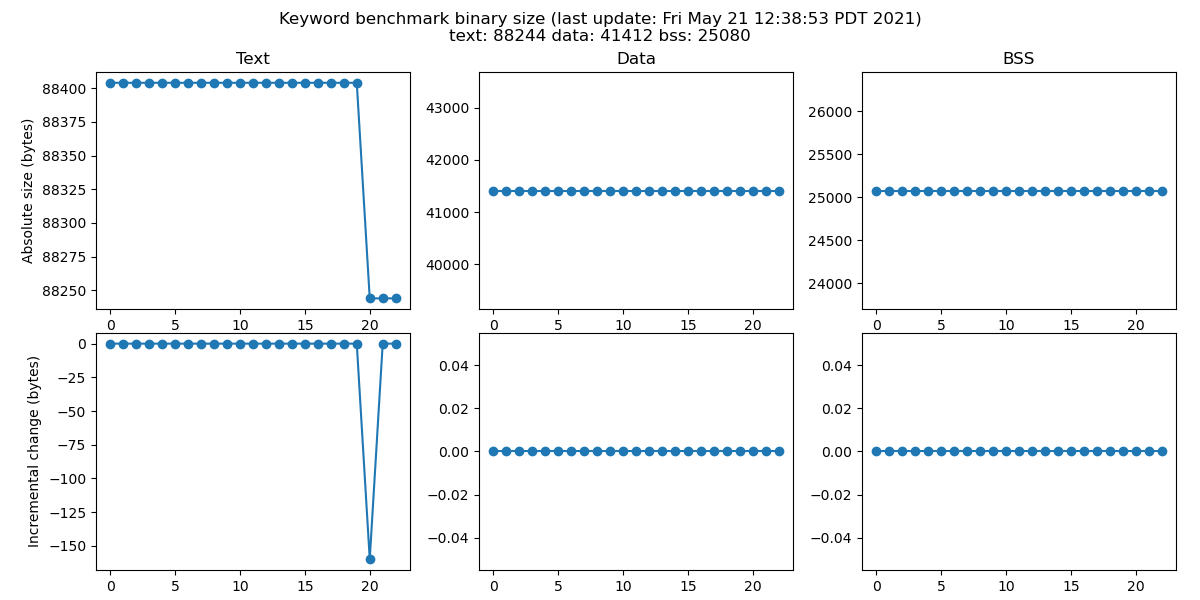 Keyword benchmark binary size (last update: Fri May 21 12:38:53 PDT 2021)
text: 88244 data: 41412 bss: 25080
Text
Data
BSS
Absolute size (bytes)
88400
88375
88350
88325
88300
88275
88250
0 5 10 15 20
43000
42000
41000
40000
0 5 10 15 20
26000
25500
25000
24500
24000
0 5 10 15 20
Incremental change (bytes)
0
−25
−50
−75
−100
−125
−150
0 5 10 15 20
0.04
0.02
0.00
−0.02
−0.04
0 5 10 15 20
0.04
0.02
0.00
−0.02
−0.04
0 5 10 15 20